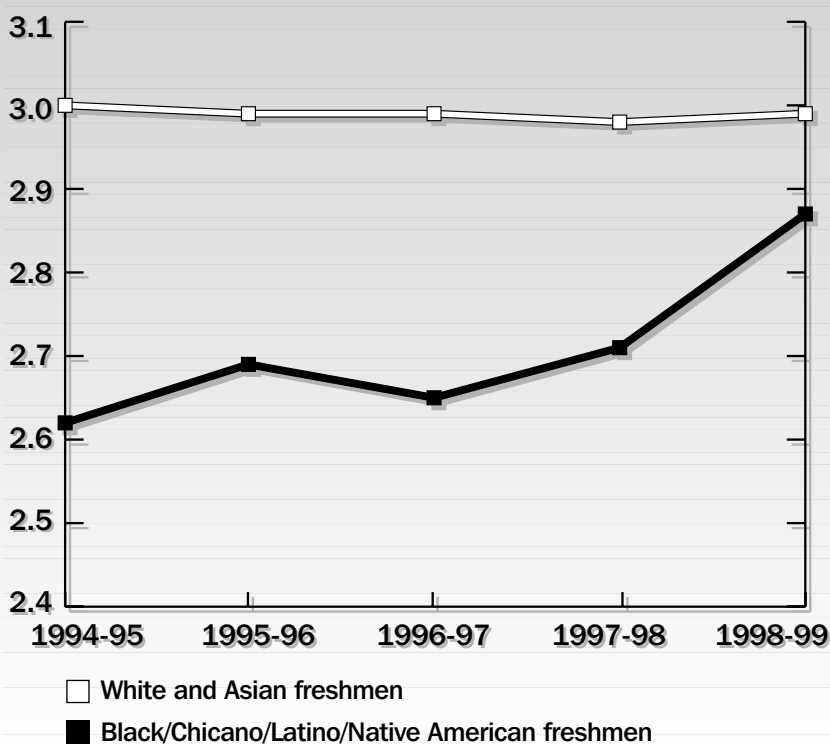 3.1
3.0
2.9
2.8
2.7
2.6
2.5
2.4
1994-95 1995-96 1996-97 1997-98 1998-99
White and Asian freshmen
Black/Chicano/Latino/Native American freshmen